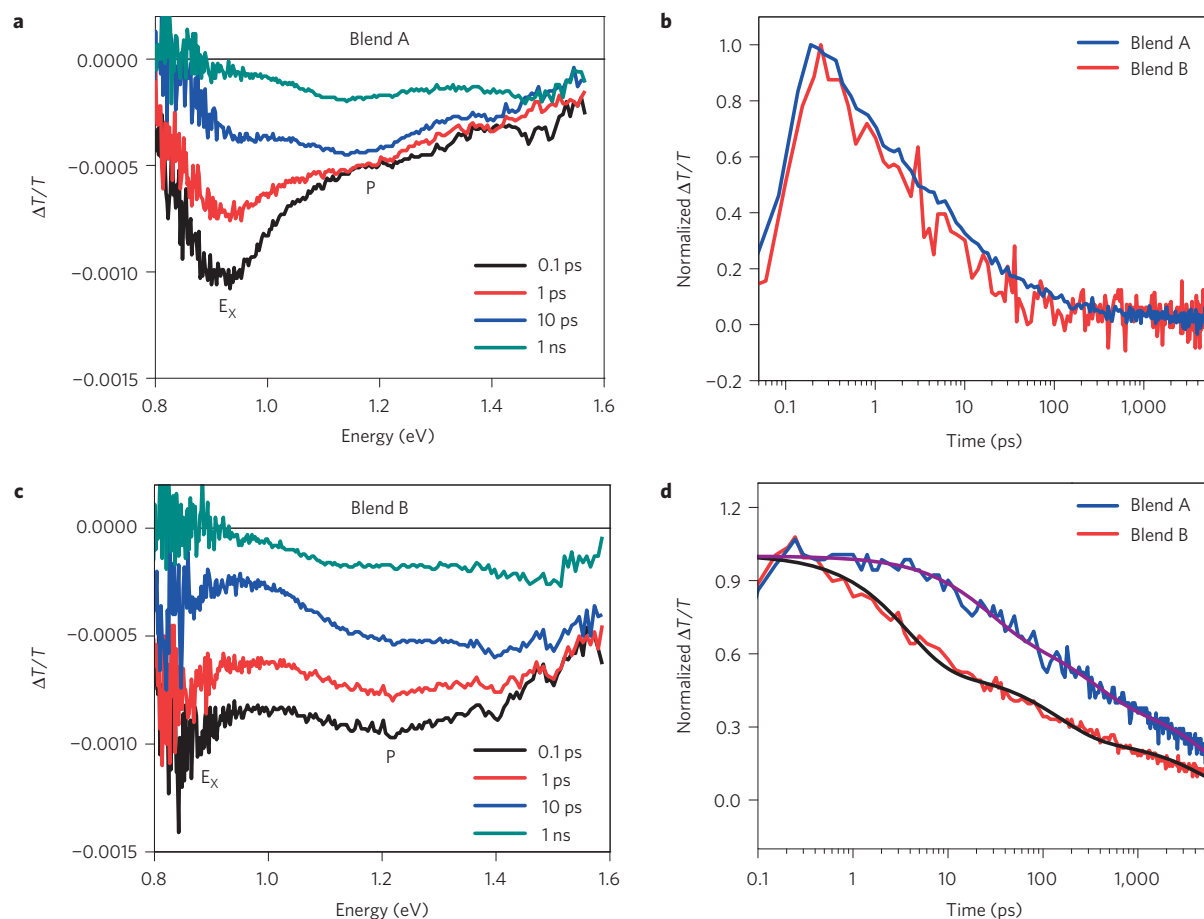 a
Blend A
0.0000
−0.0005
−0.0010
−0.0015
ΔT/T
P
E_X
0.1 ps
1 ps
10 ps
1 ns
0.8 1.0 1.2 1.4 1.6
Energy (eV)
b
Blend A
Blend B
1.0
0.8
0.6
0.4
0.2
0.0
−0.2
Normalized ΔT/T
0.1 1 10 100 1,000
Time (ps)
c
Blend B
0.0000
−0.0005
−0.0010
−0.0015
ΔT/T
E_X
P
0.1 ps
1 ps
10 ps
1 ns
0.8 1.0 1.2 1.4 1.6
Energy (eV)
d
Blend A
Blend B
1.2
0.9
0.6
0.3
0.0
Normalized ΔT/T
0.1 1 10 100 1,000
Time (ps)